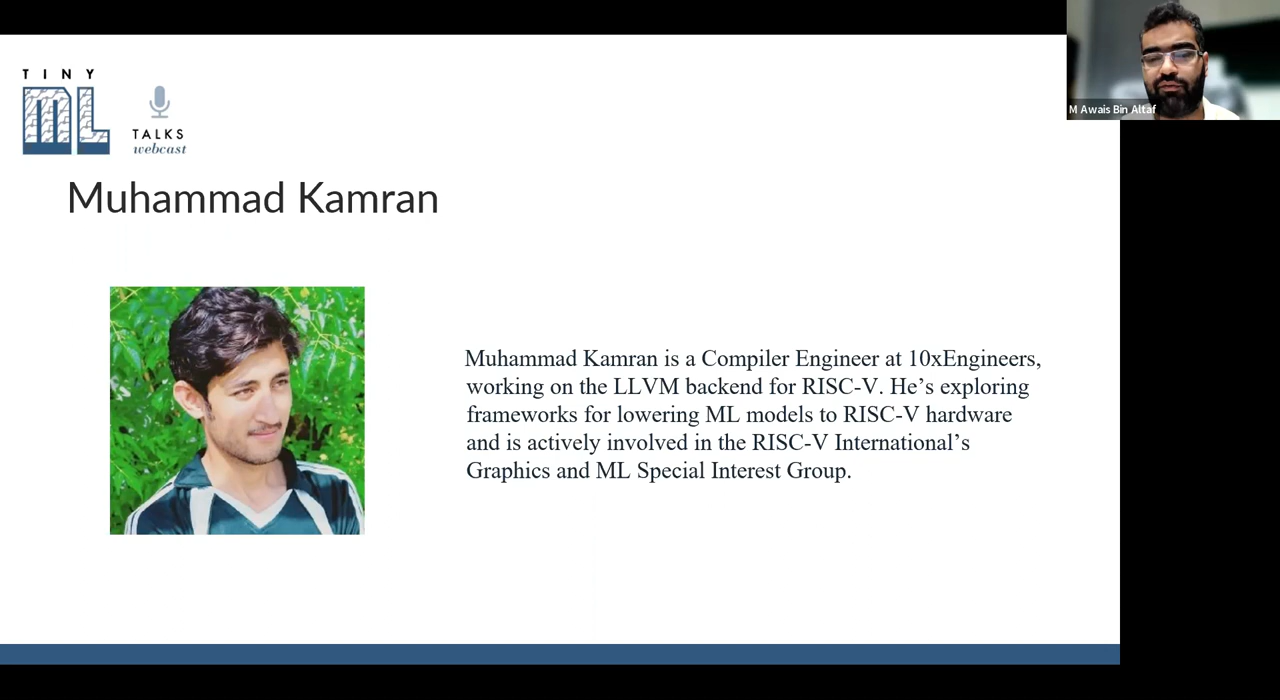 TINY
ML
TALKS
webcast
M Awais Bin Altaf
Muhammad Kamran
Muhammad Kamran is a Compiler Engineer at 10xEngineers,
working on the LLVM backend for RISC-V. He’s exploring
frameworks for lowering ML models to RISC-V hardware
and is actively involved in the RISC-V International’s
Graphics and ML Special Interest Group.